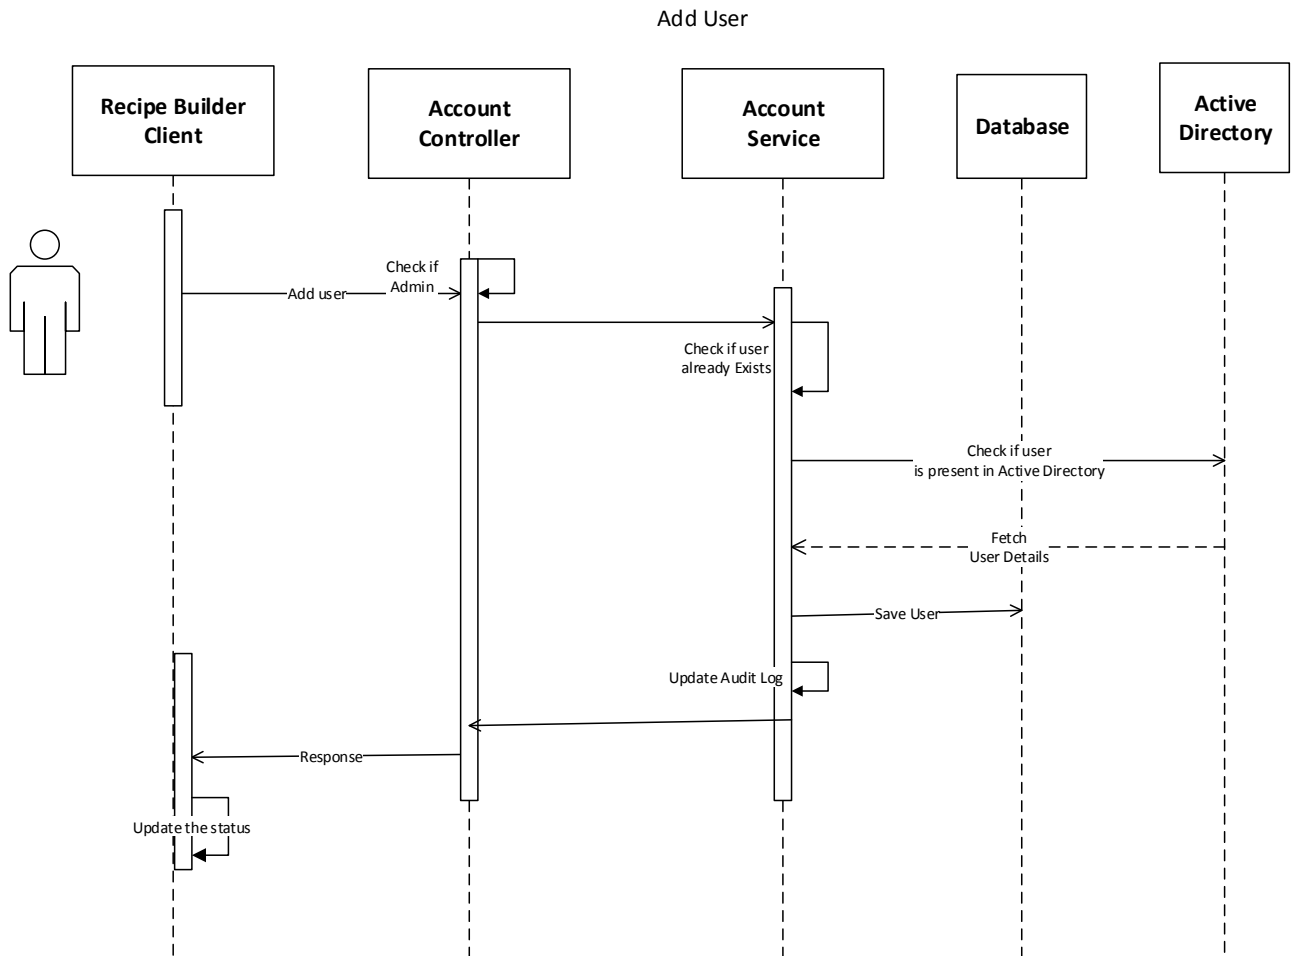 Add User
Recipe Builder
Client
Account
Controller
Account
Service
Database
Active
Directory
Check if
Admin
Add user
Check if user
already Exists
Check if user
is present in Active Directory
Fetch
User Details
Save User
Update Audit Log
Response
Update the status